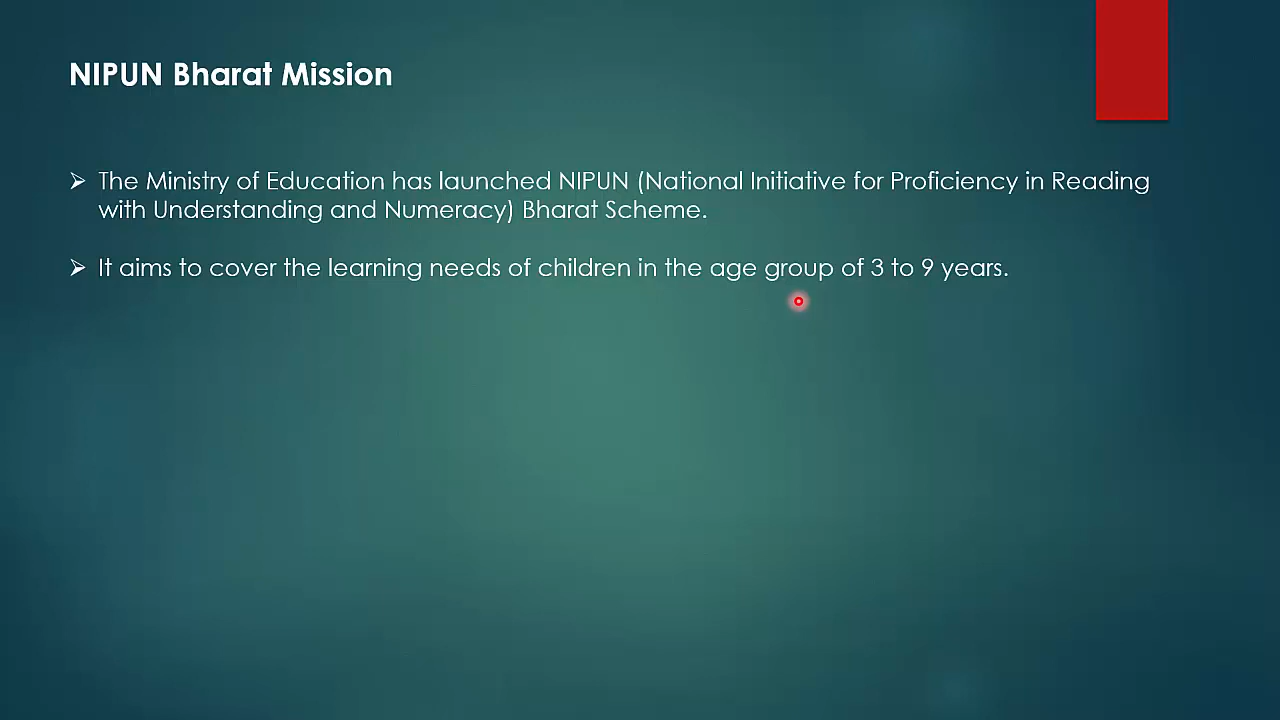 NIPUN Bharat Mission
➢ The Ministry of Education has launched NIPUN (National Initiative for Proficiency in Reading
with Understanding and Numeracy) Bharat Scheme.
➢ It aims to cover the learning needs of children in the age group of 3 to 9 years.